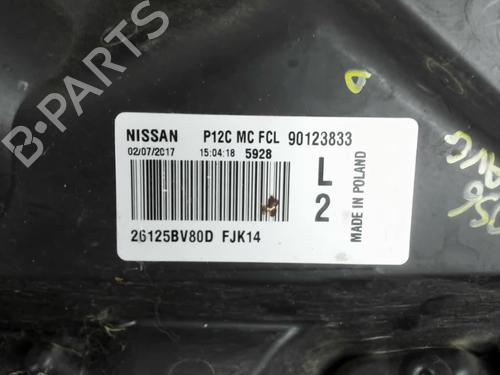 NISSAN P12C MC FCL 90123833
02/07/2017 15:04:18 5928
L
2
MADE IN POLAND
26125BV80D FJK14
AVG
B-PARTS